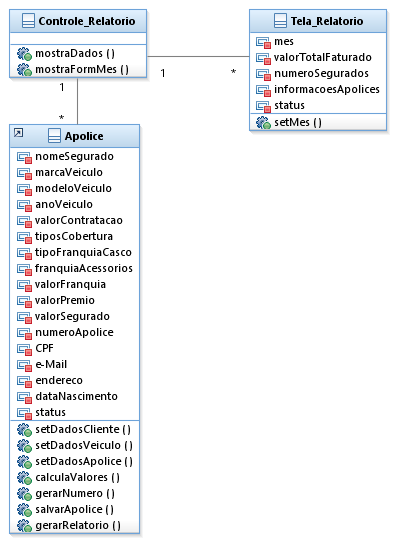 Controle_Relatorio
mostraDados ( )
mostraFormMes ( )
Tela_Relatorio
mes
valorTotalFaturado
numeroSegurados
informacoesApolices
status
setMes ( )
1
*
1
*
Apolice
nomeSegurado
marcaVeiculo
modeloVeiculo
anoVeiculo
valorContratacao
tiposCobertura
tipoFranquiaCasco
franquiaAcessorios
valorFranquia
valorPremio
valorSegurado
numeroApolice
CPF
e-Mail
endereco
dataNascimento
status
setDadosCliente ( )
setDadosVeiculo ( )
setDadosApolice ( )
calculaValores ( )
gerarNumero ( )
salvarApolice ( )
gerarRelatorio ( )